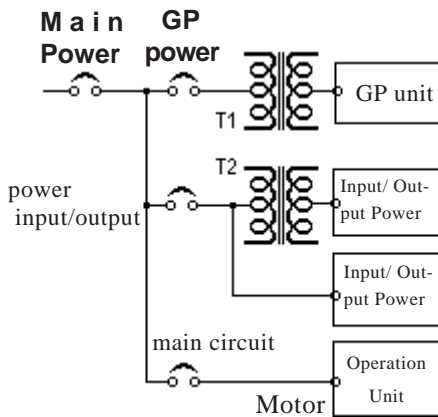 Main
Power
GP
power
T1
GP unit
T2
power
input/output
Input/ Out-
put Power
Input/ Out-
put Power
main circuit
Motor
Operation
Unit